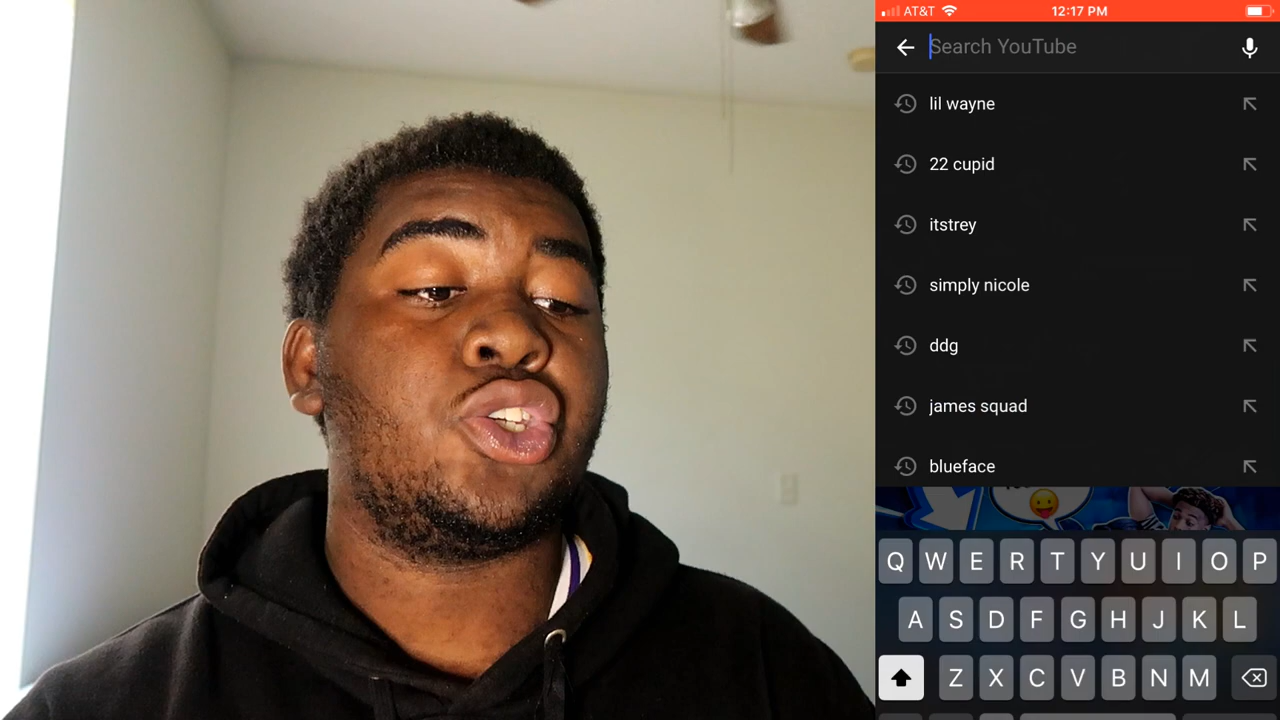 AT&T 12:17 PM
Search YouTube
lil wayne
22 cupid
itstrey
simply nicole
ddg
james squad
blueface
Q W E R T Y U I O P
A S D F G H J K L
Z X C V B N M